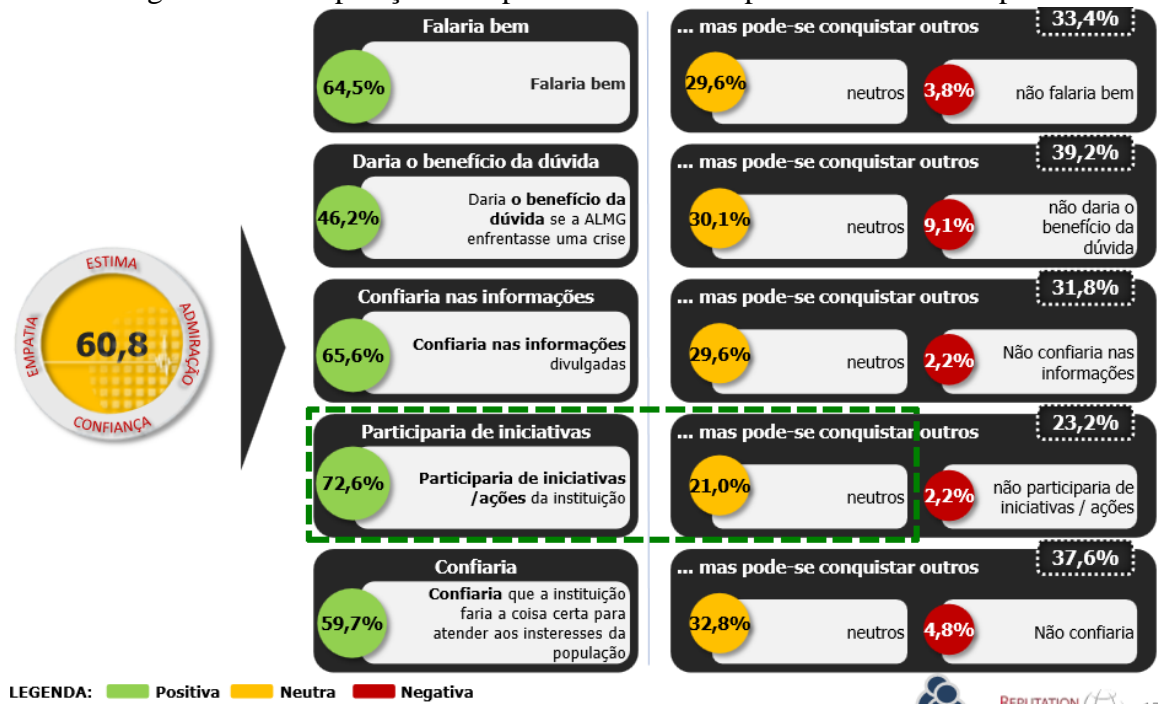 Falaria bem
64,5%
Falaria bem
... mas pode-se conquistar outros
33,4%
29,6%
neutros
3,8%
não falaria bem
Daria o benefício da dúvida
46,2%
Daria o benefício da
dúvida se a ALMG
enfrentasse uma crise
... mas pode-se conquistar outros
39,2%
30,1%
neutros
9,1%
não daria o
benefício da
dúvida
ESTIMA
EMPATIA
60,8
ADMIRAÇÃO
CONFIANÇA
Confiaria nas informações
65,6%
Confiaria nas informações
divulgadas
... mas pode-se conquistar outros
31,8%
29,6%
neutros
2,2%
Não confiaria nas
informações
Participaria de iniciativas
72,6%
Participaria de iniciativas
/ações da instituição
... mas pode-se conquistar outros
23,2%
21,0%
neutros
2,2%
não participaria de
iniciativas / ações
Confiaria
59,7%
Confiaria que a instituição
faria a coisa certa para
atender aos insteresses da
população
... mas pode-se conquistar outros
37,6%
32,8%
neutros
4,8%
Não confiaria
LEGENDA: Positiva Neutra Negativa
REPUTATION